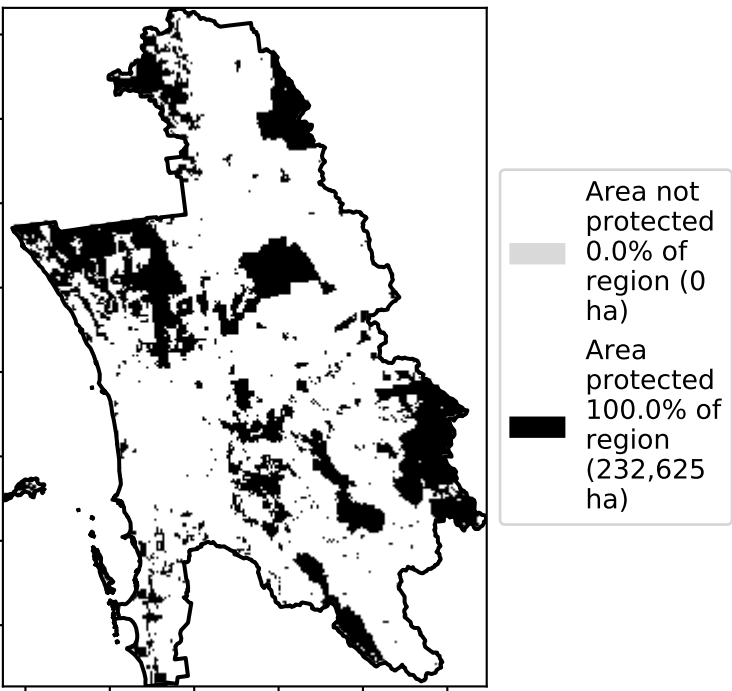 Area not
protected
0.0% of
region (0
ha)
Area
protected
100.0% of
region
(232,625
ha)